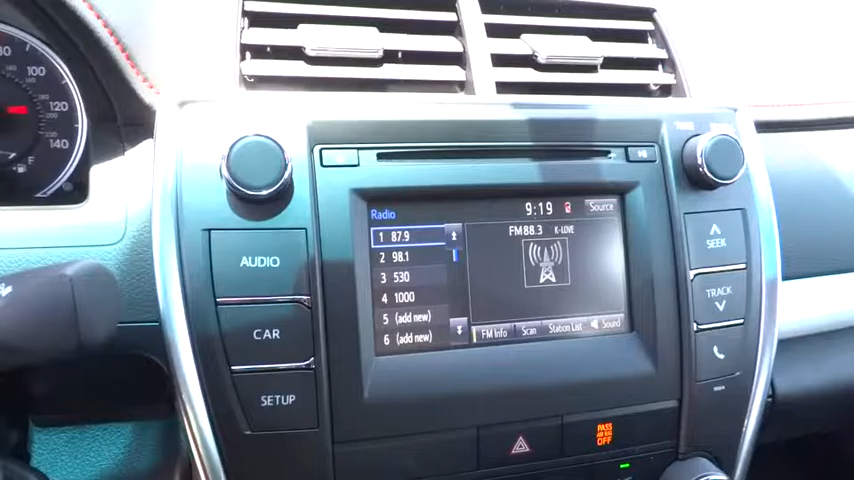 100
120
140
F
Radio
9:19
Source
1 87.9
FM 88.3 K-LOVE
2 98.1
3 530
4 1000
5 (add new)
6 (add new)
FM Info
Scan
Station List
Sound
AUDIO
CAR
SETUP
SEEK
TRACK
PASS
AIR BAG
OFF